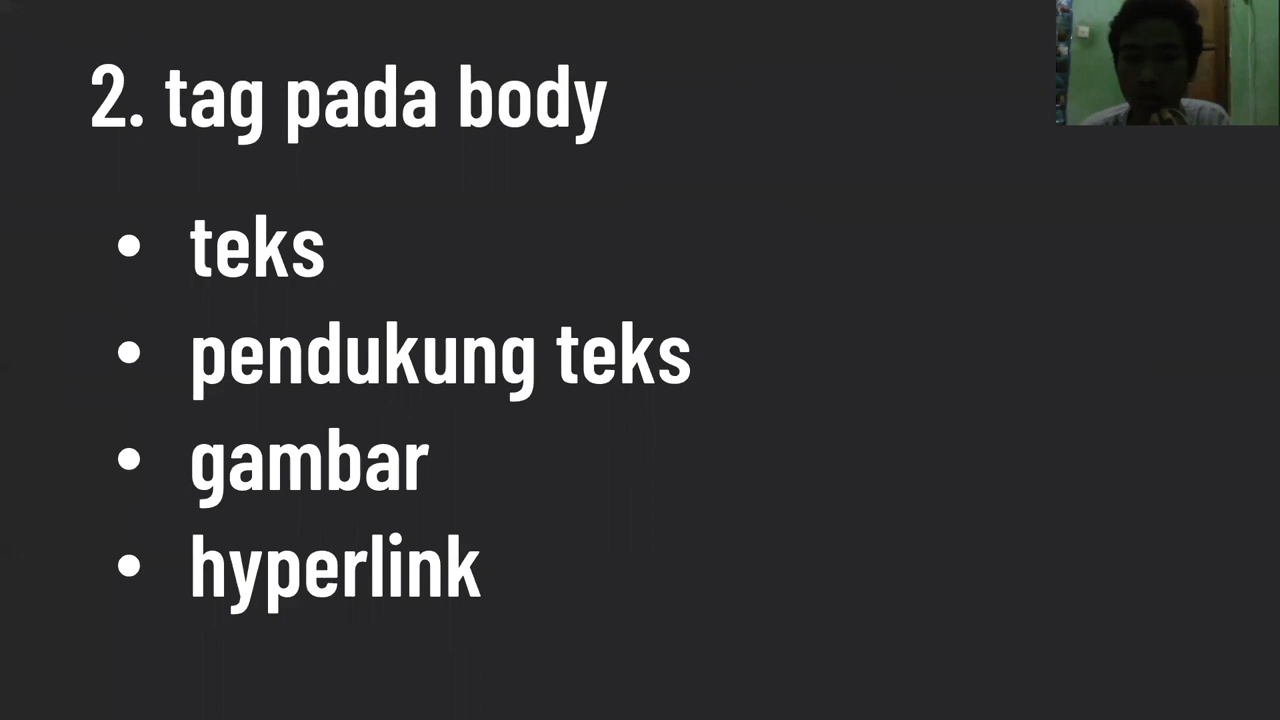 2. tag pada body
• teks
• pendukung teks
• gambar
• hyperlink